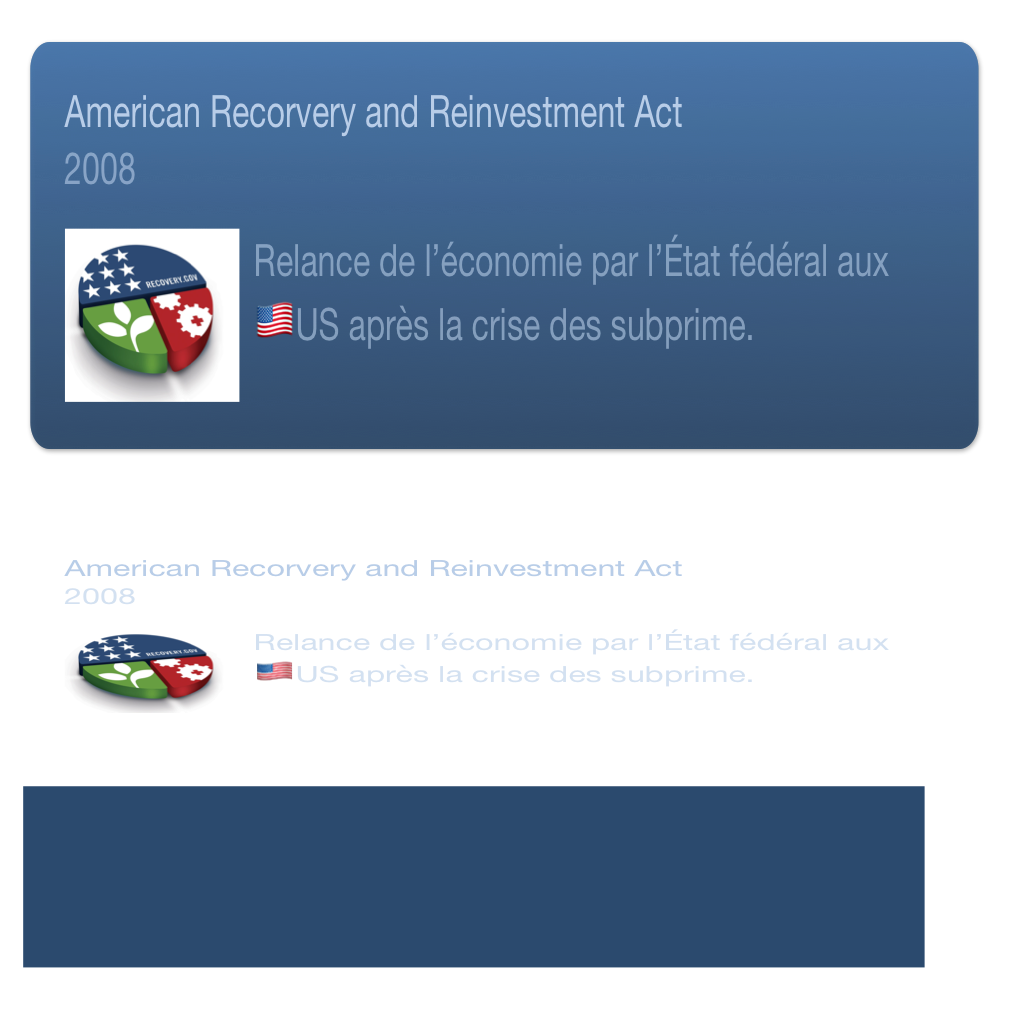 American Recorvery and Reinvestment Act
2008
RECOVERY.GOV
Relance de l’économie par l’État fédéral aux
🇺🇸US après la crise des subprime.
American Recorvery and Reinvestment Act
2008
RECOVERY.GOV
Relance de l’économie par l’État fédéral aux
🇺🇸US après la crise des subprime.